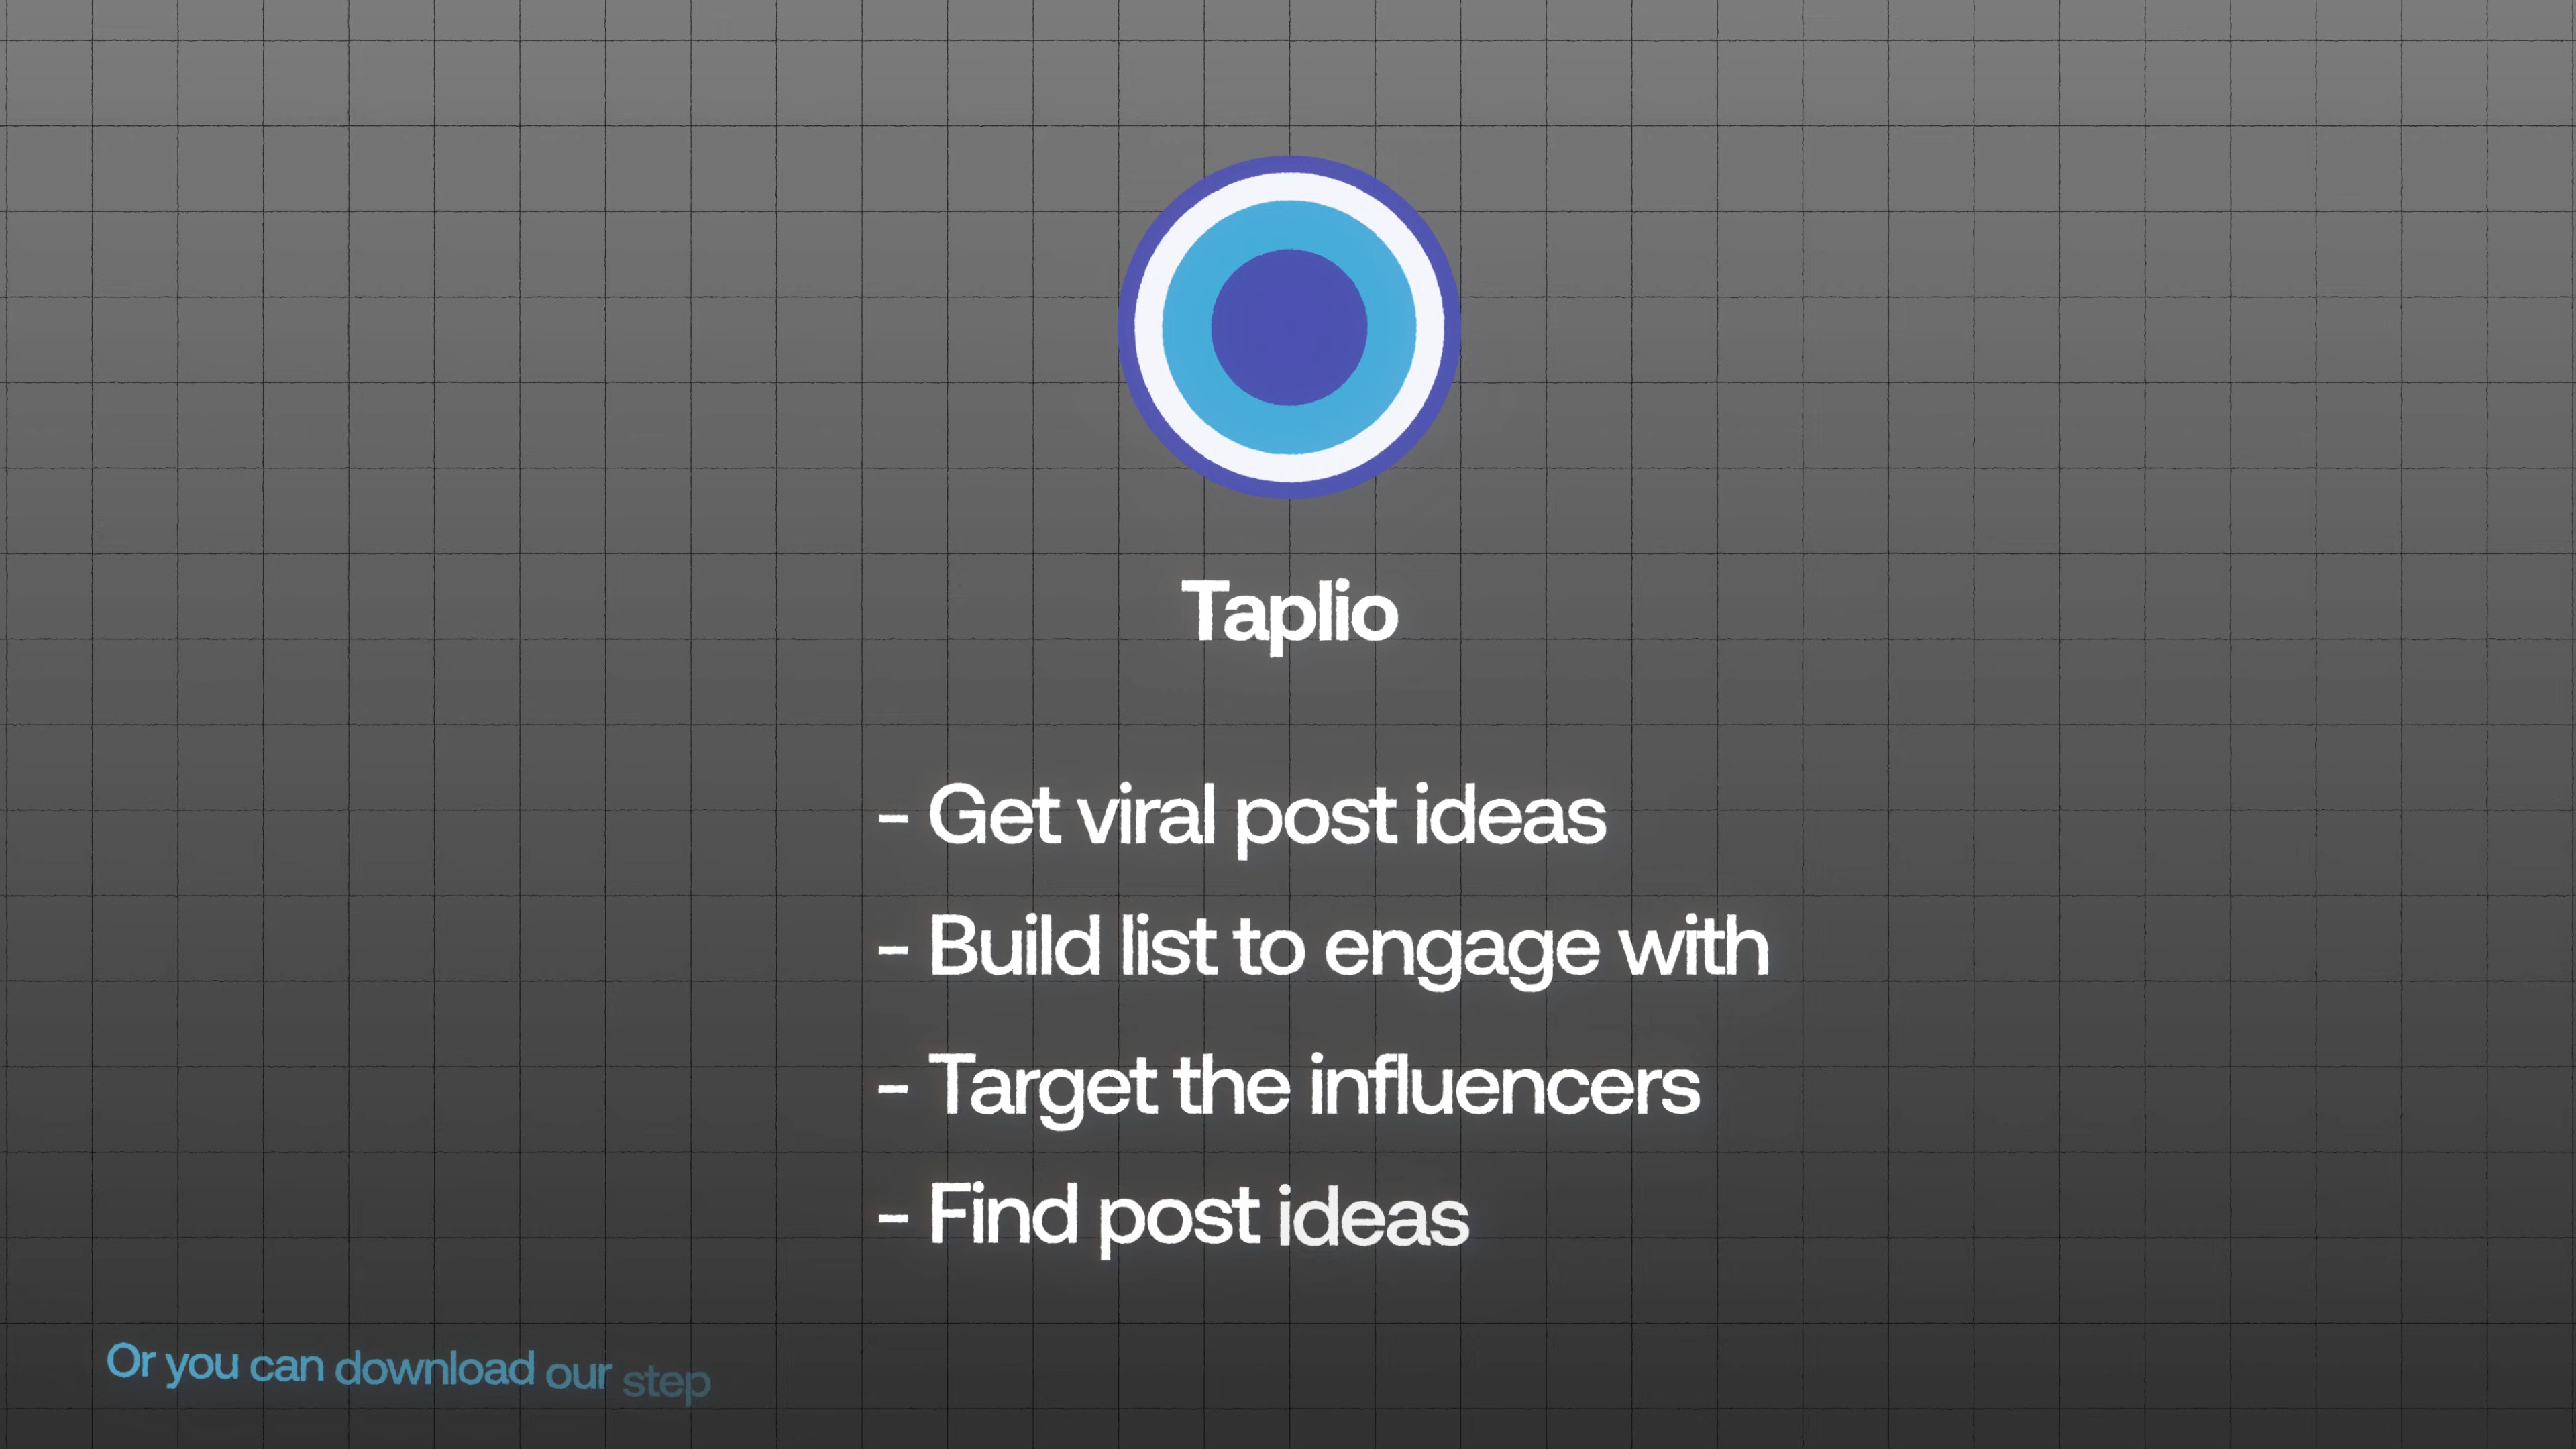 Taplio
- Get viral post ideas
- Build list to engage with
- Target the influencers
- Find post ideas
Or you can download our step